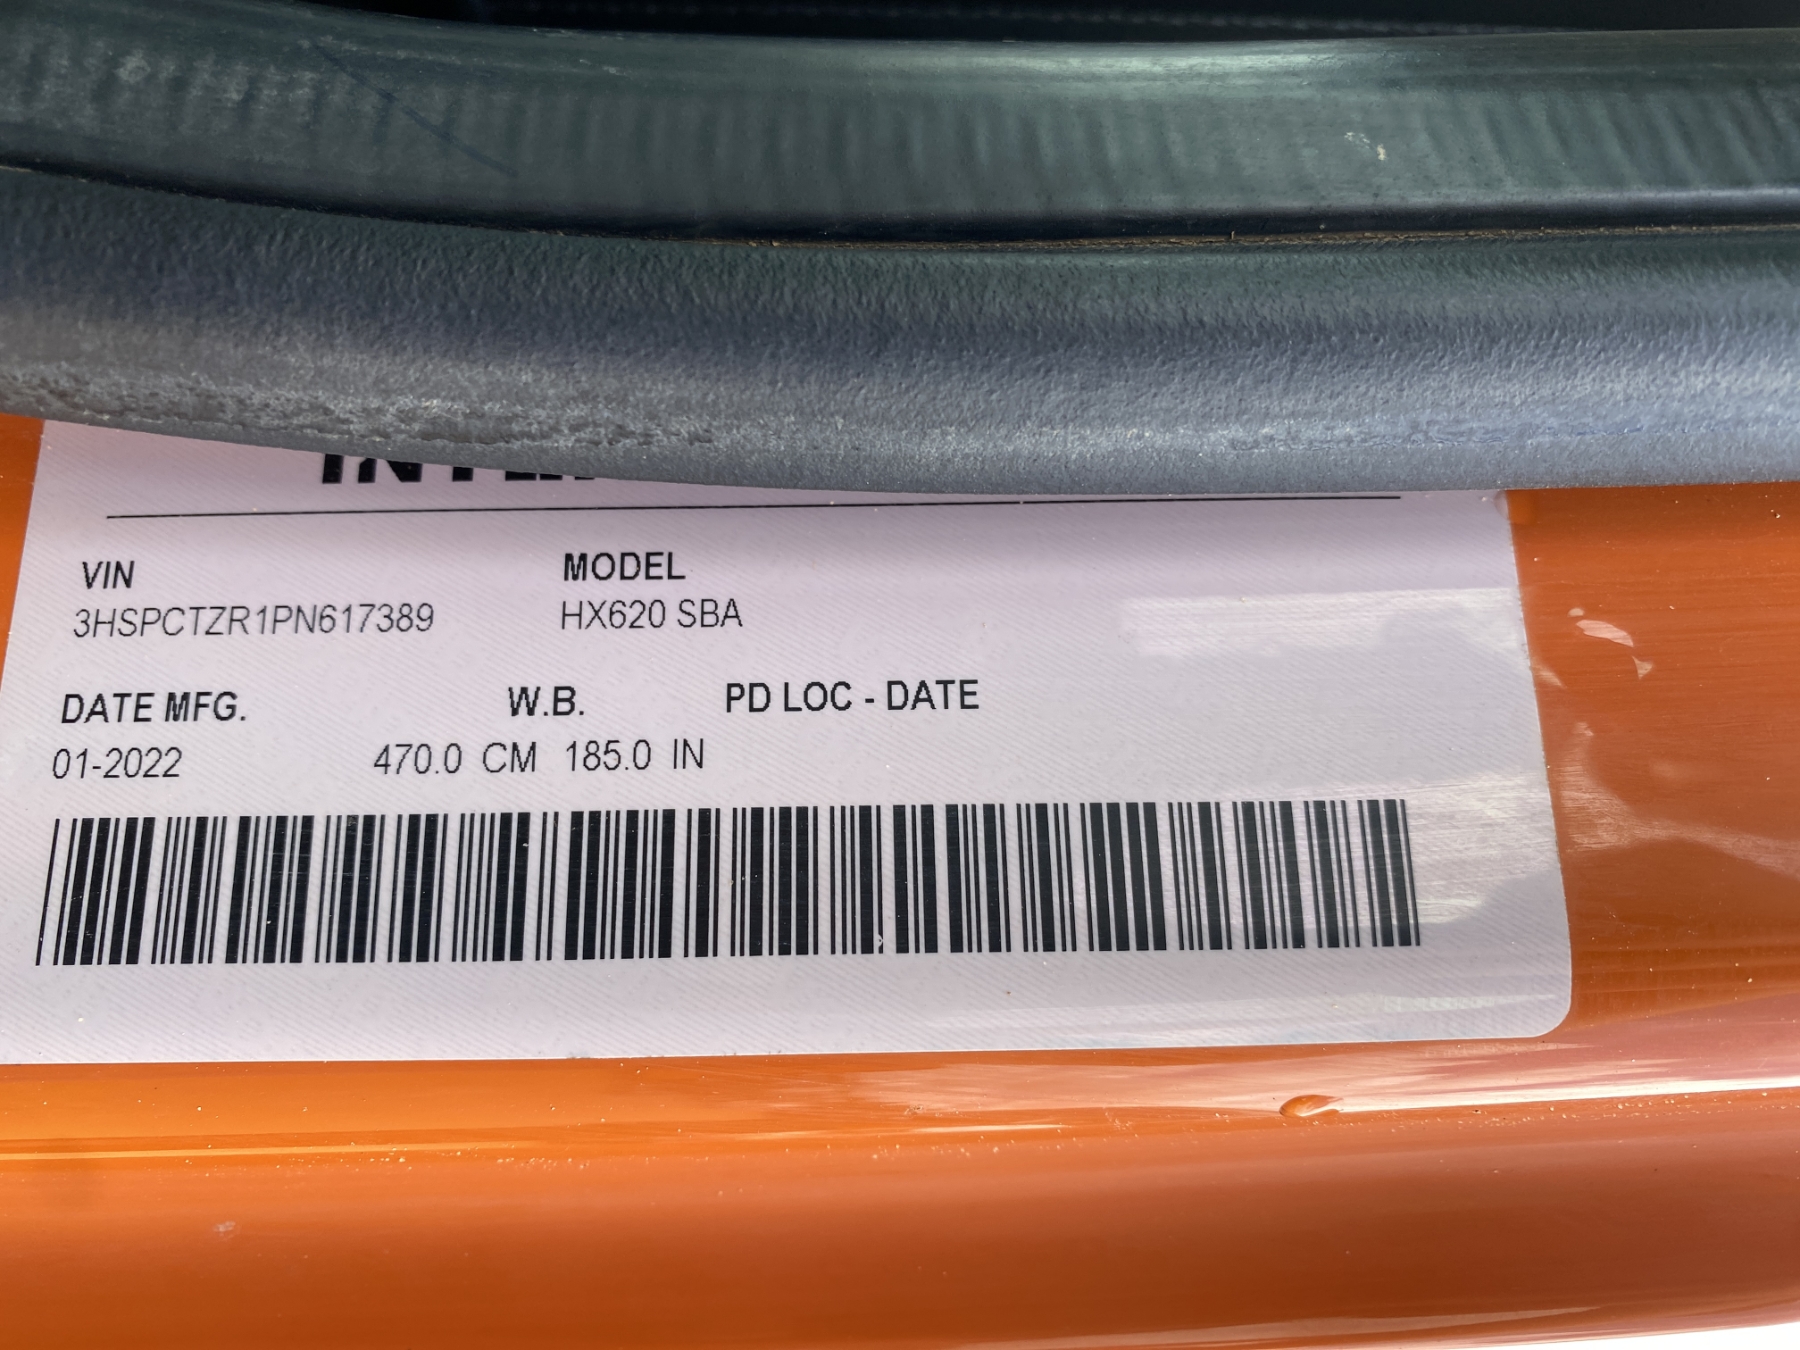 VIN MODEL
3HSPCTZR1PN617389 HX620 SBA
DATE MFG. W.B. PD LOC - DATE
01-2022 470.0 CM 185.0 IN